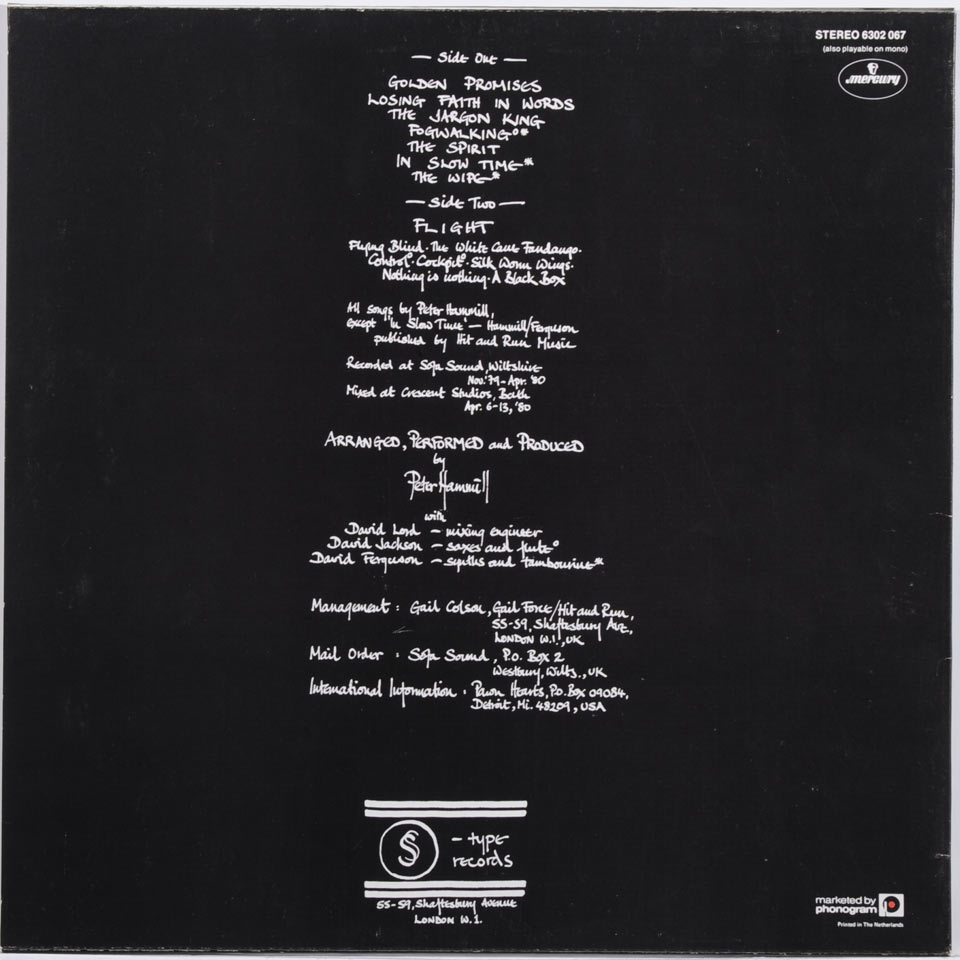 STEREO 6302 067
(also playable on mono)
mercury
— Side One —
GOLDEN PROMISES
LOSING FAITH IN WORDS
THE JARGON KING
FOGWALKING°*
THE SPIRIT
IN SLOW TIME*
THE WIPE*
— Side Two —
FLIGHT
Flying Blind · The White Cane Fandango ·
Control° · Cockpit° · Silk Worm Wings ·
Nothing is nothing · A Black Box
All songs by Peter Hammill,
except 'In Slow Time' — Hammill/Ferguson
published by Hit and Run Music
Recorded at Sofa Sound, Wiltshire
Nov.'79 - Apr. '80
Mixed at Crescent Studios, Bath
Apr. 6-13, '80
ARRANGED, PERFORMED and PRODUCED
by
Peter Hammill
with
David Lord — mixing engineer
David Jackson — saxes and flute°
David Ferguson — synths and tambourine*
Management : Gail Colson, Gail Force/Hit and Run,
55-59, Shaftesbury Ave.,
LONDON W.1., UK
Mail Order : Sofa Sound, P.O. Box 2
Westbury, Wilts., UK
International Information : Pawn Hearts, P.O. Box 09084,
Detroit, Mi. 48209, USA
S — type
records
55-59, Shaftesbury Avenue
LONDON W.1.
marketed by
phonogram
Printed in The Netherlands